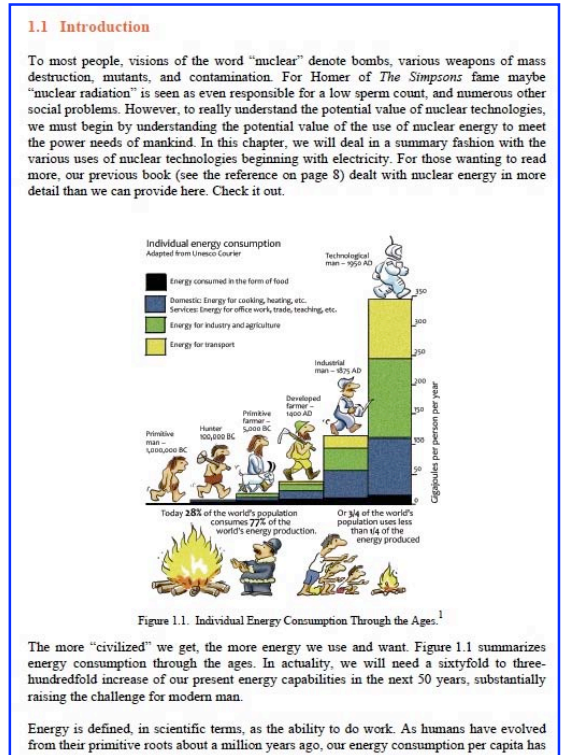 1.1 Introduction
To most people, visions of the word “nuclear” denote bombs, various weapons of mass
destruction, mutants, and contamination. For Homer of The Simpsons fame maybe
“nuclear radiation” is seen as even responsible for a low sperm count, and numerous other
social problems. However, to really understand the potential value of nuclear technologies,
we must begin by understanding the potential value of the use of nuclear energy to meet
the power needs of mankind. In this chapter, we will deal in a summary fashion with the
various uses of nuclear technologies beginning with electricity. For those wanting to read
more, our previous book (see the reference on page 8) dealt with nuclear energy in more
detail than we can provide here. Check it out.
Individual energy consumption
Adapted from Unesco Courier
Energy consumed in the form of food
Domestic: Energy for cooking, heating, etc.
Services: Energy for office work, trade, teaching, etc.
Energy for industry and agriculture
Energy for transport
Primitive
man –
1,000,000 BC
Hunter
100,000 BC
Primitive
farmer –
5,000 BC
Developed
farmer –
1400 AD
Industrial
man – 1875 AD
Technological
man – 1950 AD
350
300
250
200
150
100
50
0
Gigajoules per person per year
Today 28% of the world's population
consumes 77% of the
world's energy production.
Or 3/4 of the world's
population uses less
than 1/4 of the
energy produced
Figure 1.1. Individual Energy Consumption Through the Ages.1
The more “civilized” we get, the more energy we use and want. Figure 1.1 summarizes
energy consumption through the ages. In actuality, we will need a sixtyfold to three-
hundredfold increase of our present energy capabilities in the next 50 years, substantially
raising the challenge for modern man.
Energy is defined, in scientific terms, as the ability to do work. As humans have evolved
from their primitive roots about a million years ago, our energy consumption per capita has